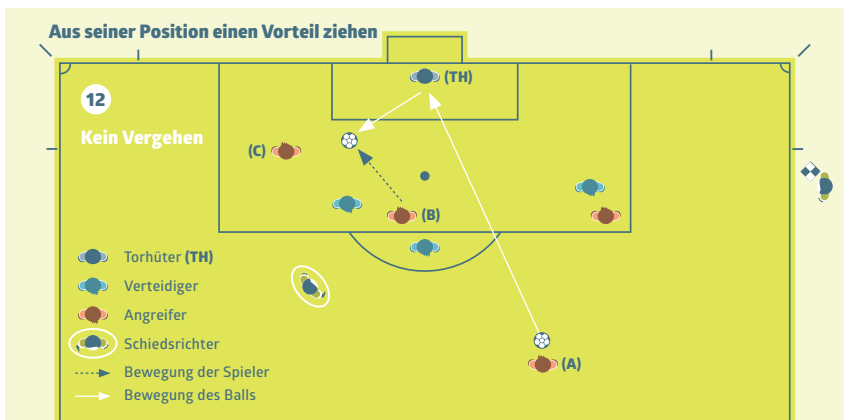 Aus seiner Position einen Vorteil ziehen
(TH)
12
Kein Vergehen
(C)
(B)
Torhüter (TH)
Verteidiger
Angreifer
Schiedsrichter
(A)
Bewegung der Spieler
Bewegung des Balls